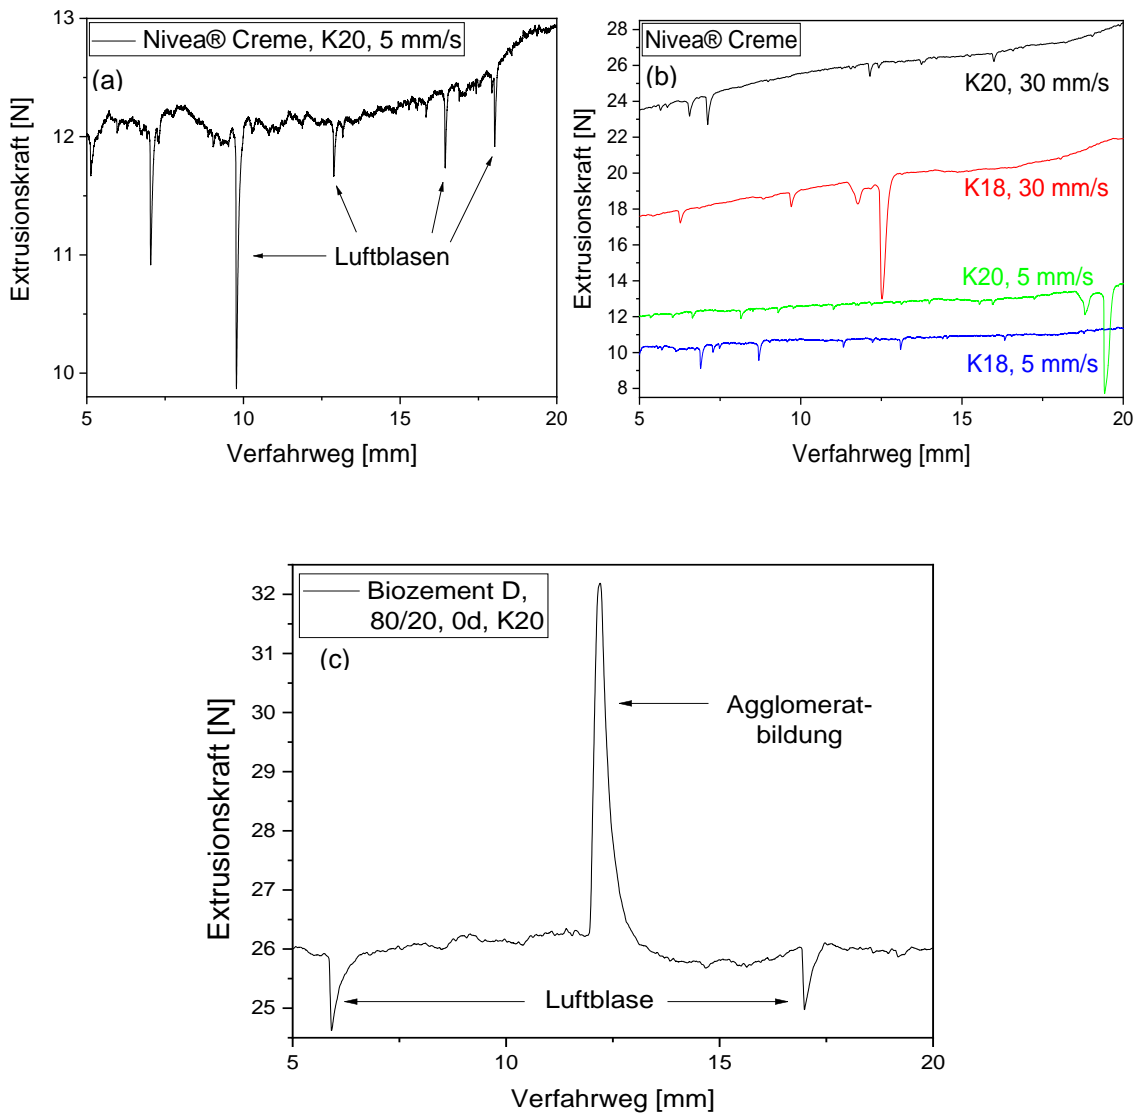 Nivea® Creme, K20, 5 mm/s
(a)
13
12
11
10
Extrusionskraft [N]
Luftblasen
5
10
15
20
Verfahrweg [mm]
Nivea® Creme
(b)
28
26
24
22
20
18
16
14
12
10
8
Extrusionskraft [N]
K20, 30 mm/s
K18, 30 mm/s
K20, 5 mm/s
K18, 5 mm/s
5
10
15
20
Verfahrweg [mm]
Biozement D,
80/20, 0d, K20
(c)
32
31
30
29
28
27
26
25
Extrusionskraft [N]
Agglomerat-
bildung
Luftblase
5
10
15
20
Verfahrweg [mm]